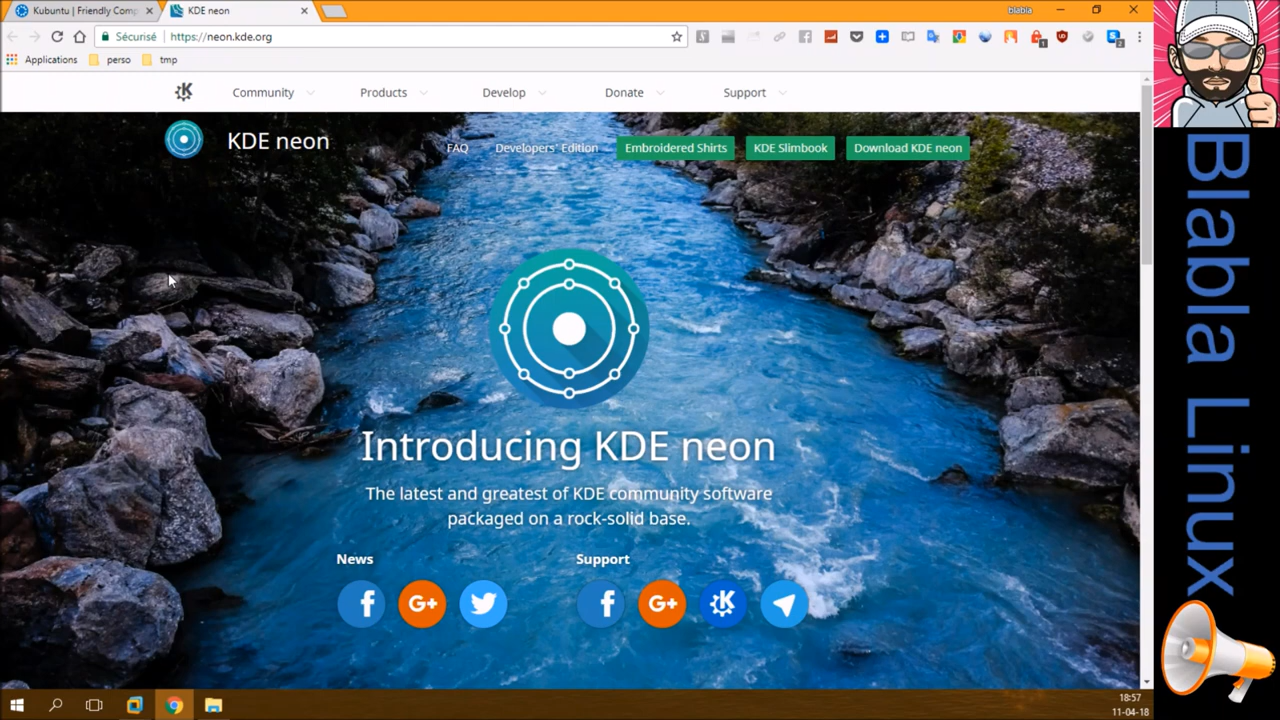 Kubuntu | Friendly Comp
KDE neon
blabla
Sécurisé
https://neon.kde.org
Applications
perso
tmp
Community
Products
Develop
Donate
Support
KDE neon
FAQ
Developers' Edition
Embroidered Shirts
KDE Slimbook
Download KDE neon
Introducing KDE neon
The latest and greatest of KDE community software
packaged on a rock-solid base.
News
Support
G+
G+
18:57
11-04-18
Blabla Linux